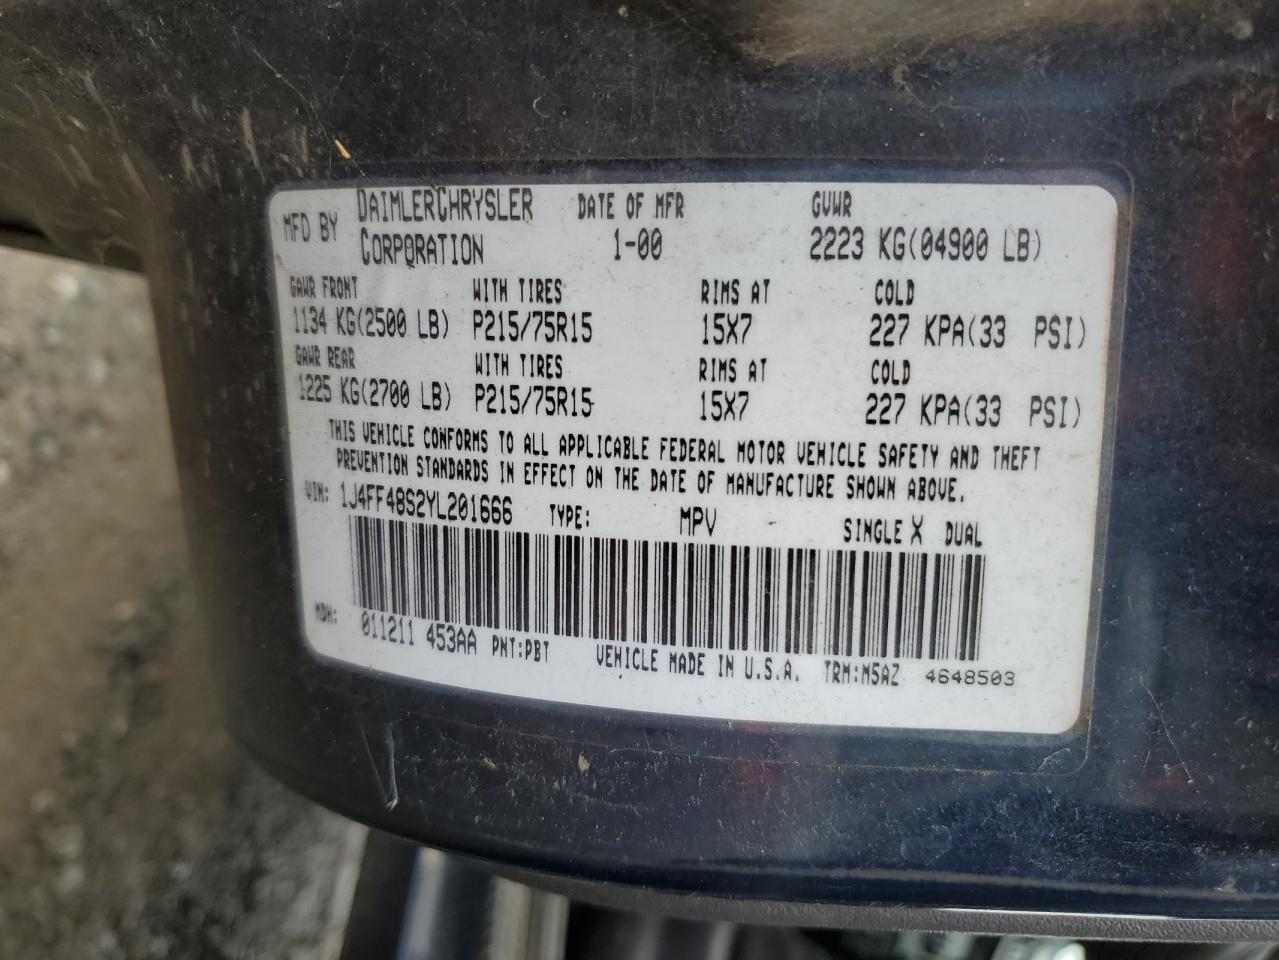 MFD BY DAIMLERCHRYSLER CORPORATION DATE OF MFR 1-00 GVWR 2223 KG(04900 LB)
GAWR FRONT WITH TIRES RIMS AT COLD
1134 KG(2500 LB) P215/75R15 15X7 227 KPA(33 PSI)
GAWR REAR WITH TIRES RIMS AT COLD
1225 KG(2700 LB) P215/75R15 15X7 227 KPA(33 PSI)
THIS VEHICLE CONFORMS TO ALL APPLICABLE FEDERAL MOTOR VEHICLE SAFETY AND THEFT
PREVENTION STANDARDS IN EFFECT ON THE DATE OF MANUFACTURE SHOWN ABOVE.
VIN: 1J4FF48S2YL201666 TYPE: MPV SINGLE X DUAL
MDH: 011211 453AA PNT:PBT VEHICLE MADE IN U.S.A. TRM:M5AZ 4648503